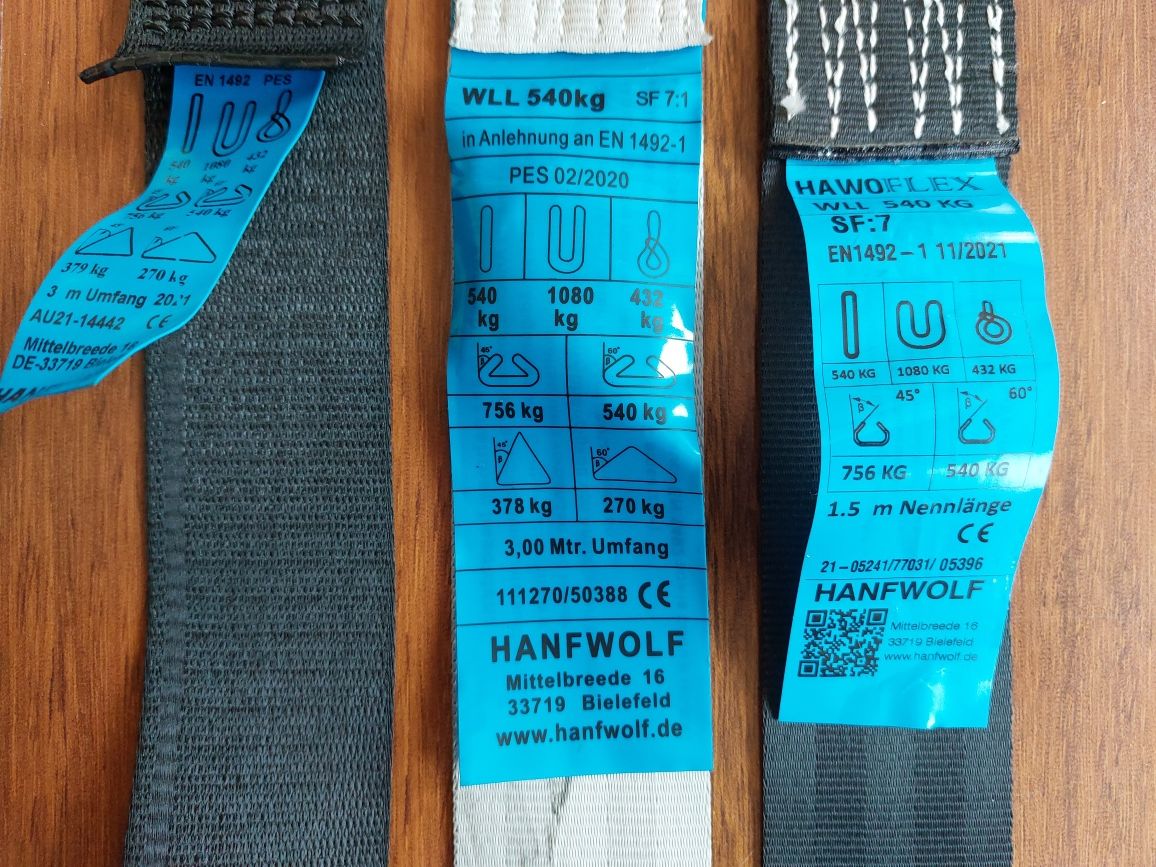 EN 1492 PES
540 1080 432
kg kg kg
756 kg 540 kg
379 kg 270 kg
3 m Umfang 2021
AU21-14442 CE
Mittelbreede 16
DE-33719
WLL 540kg SF 7:1
in Anlehnung an EN 1492-1
PES 02/2020
540 1080 432
kg kg kg
45° 60°
β β
756 kg 540 kg
45° 60°
β β
378 kg 270 kg
3,00 Mtr. Umfang
111270/50388 CE
HANFWOLF
Mittelbreede 16
33719 Bielefeld
www.hanfwolf.de
HAWOFLEX
WLL 540 KG
SF:7
EN1492-1 11/2021
540 KG 1080 KG 432 KG
β 45° β 60°
756 KG 540 KG
1.5 m Nennlänge
CE
21-05241/77031/ 05396
HANFWOLF
Mittelbreede 16
33719 Bielefeld
www.hanfwolf.de